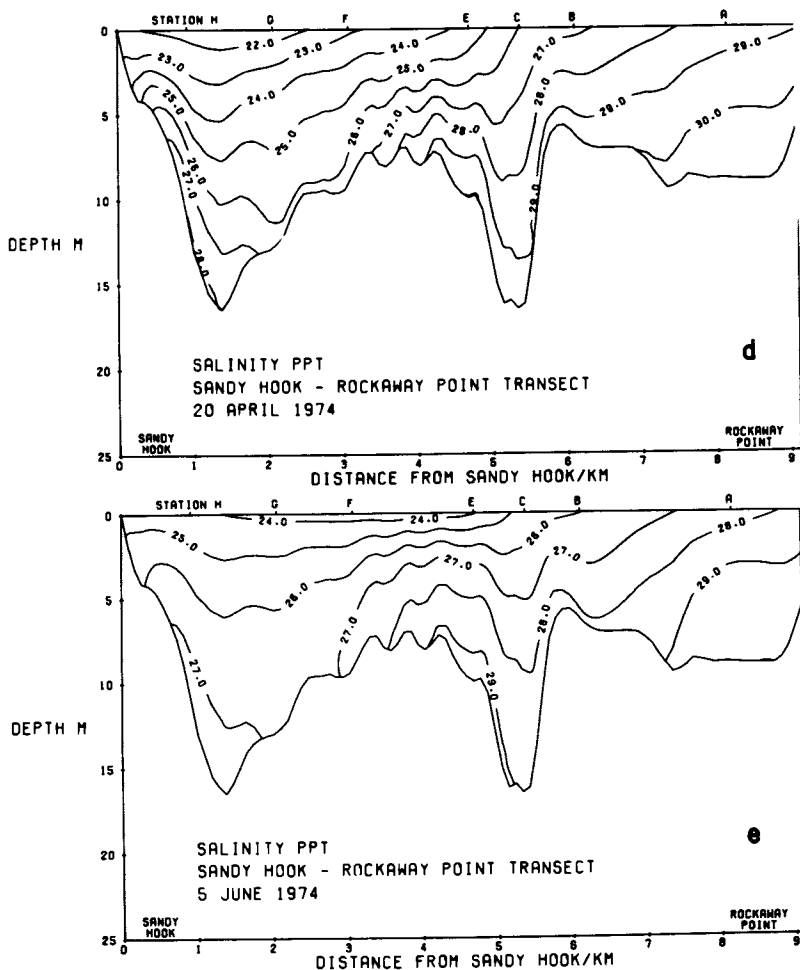 STATION H G F E C B A
0
22.0 23.0 24.0 27.0 29.0
23.0 25.0
24.0 28.0
25.0 29.0
5
28.0 30.0
25.0 26.0 27.0
26.0
27.0
29.0
10
DEPTH M
28.0
15
d
20
SALINITY PPT
SANDY HOOK - ROCKAWAY POINT TRANSECT
20 APRIL 1974
SANDY HOOK
ROCKAWAY POINT
25
0 1 2 3 4 5 6 7 8 9
DISTANCE FROM SANDY HOOK/KM
STATION H G F E C B A
0
24.0 24.0 26.0 28.0
25.0
27.0 27.0
26.0 29.0
5
28.0
27.0
27.0
29.0
10
DEPTH M
15
e
20
SALINITY PPT
SANDY HOOK - ROCKAWAY POINT TRANSECT
5 JUNE 1974
SANDY HOOK
ROCKAWAY POINT
25
0 1 2 3 4 5 6 7 8 9
DISTANCE FROM SANDY HOOK/KM